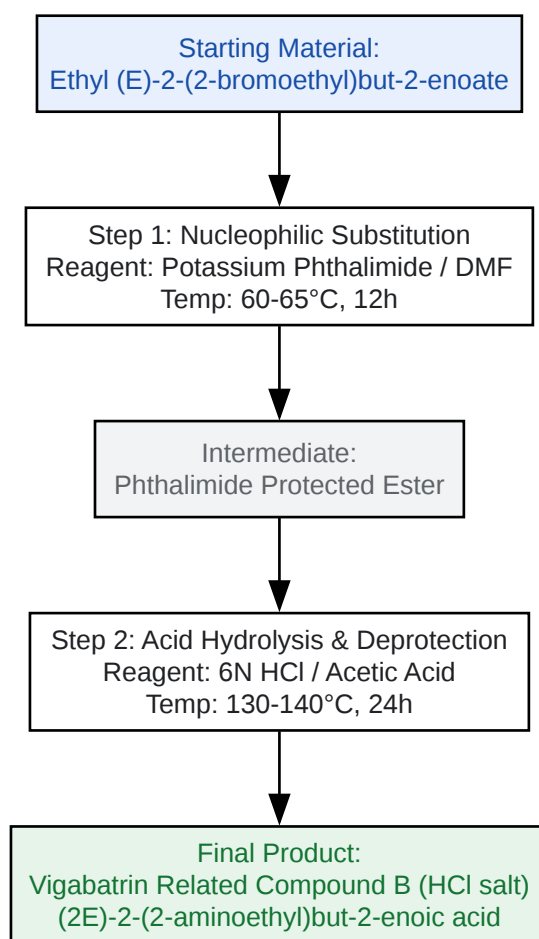 Starting Material:
Ethyl (E)-2-(2-bromoethyl)but-2-enoate
Step 1: Nucleophilic Substitution
Reagent: Potassium Phthalimide / DMF
Temp: 60-65°C, 12h
Intermediate:
Phthalimide Protected Ester
Step 2: Acid Hydrolysis & Deprotection
Reagent: 6N HCl / Acetic Acid
Temp: 130-140°C, 24h
Final Product:
Vigabatrin Related Compound B (HCl salt)
(2E)-2-(2-aminoethyl)but-2-enoic acid